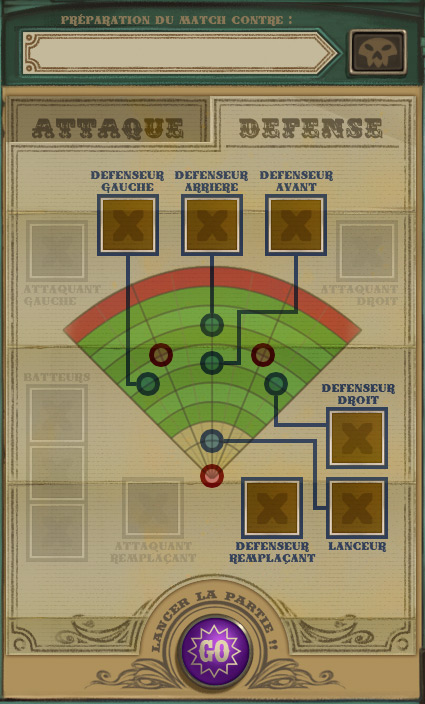 PRÉPARATION DU MATCH CONTRE :
ATTAQUE
DEFENSE
DEFENSEUR
GAUCHE
DEFENSEUR
ARRIERE
DEFENSEUR
AVANT
ATTAQUANT
GAUCHE
ATTAQUANT
DROIT
BATTEURS
DEFENSEUR
DROIT
ATTAQUANT
REMPLAÇANT
DEFENSEUR
REMPLAÇANT
LANCEUR
LANCER LA PARTIE !!
GO